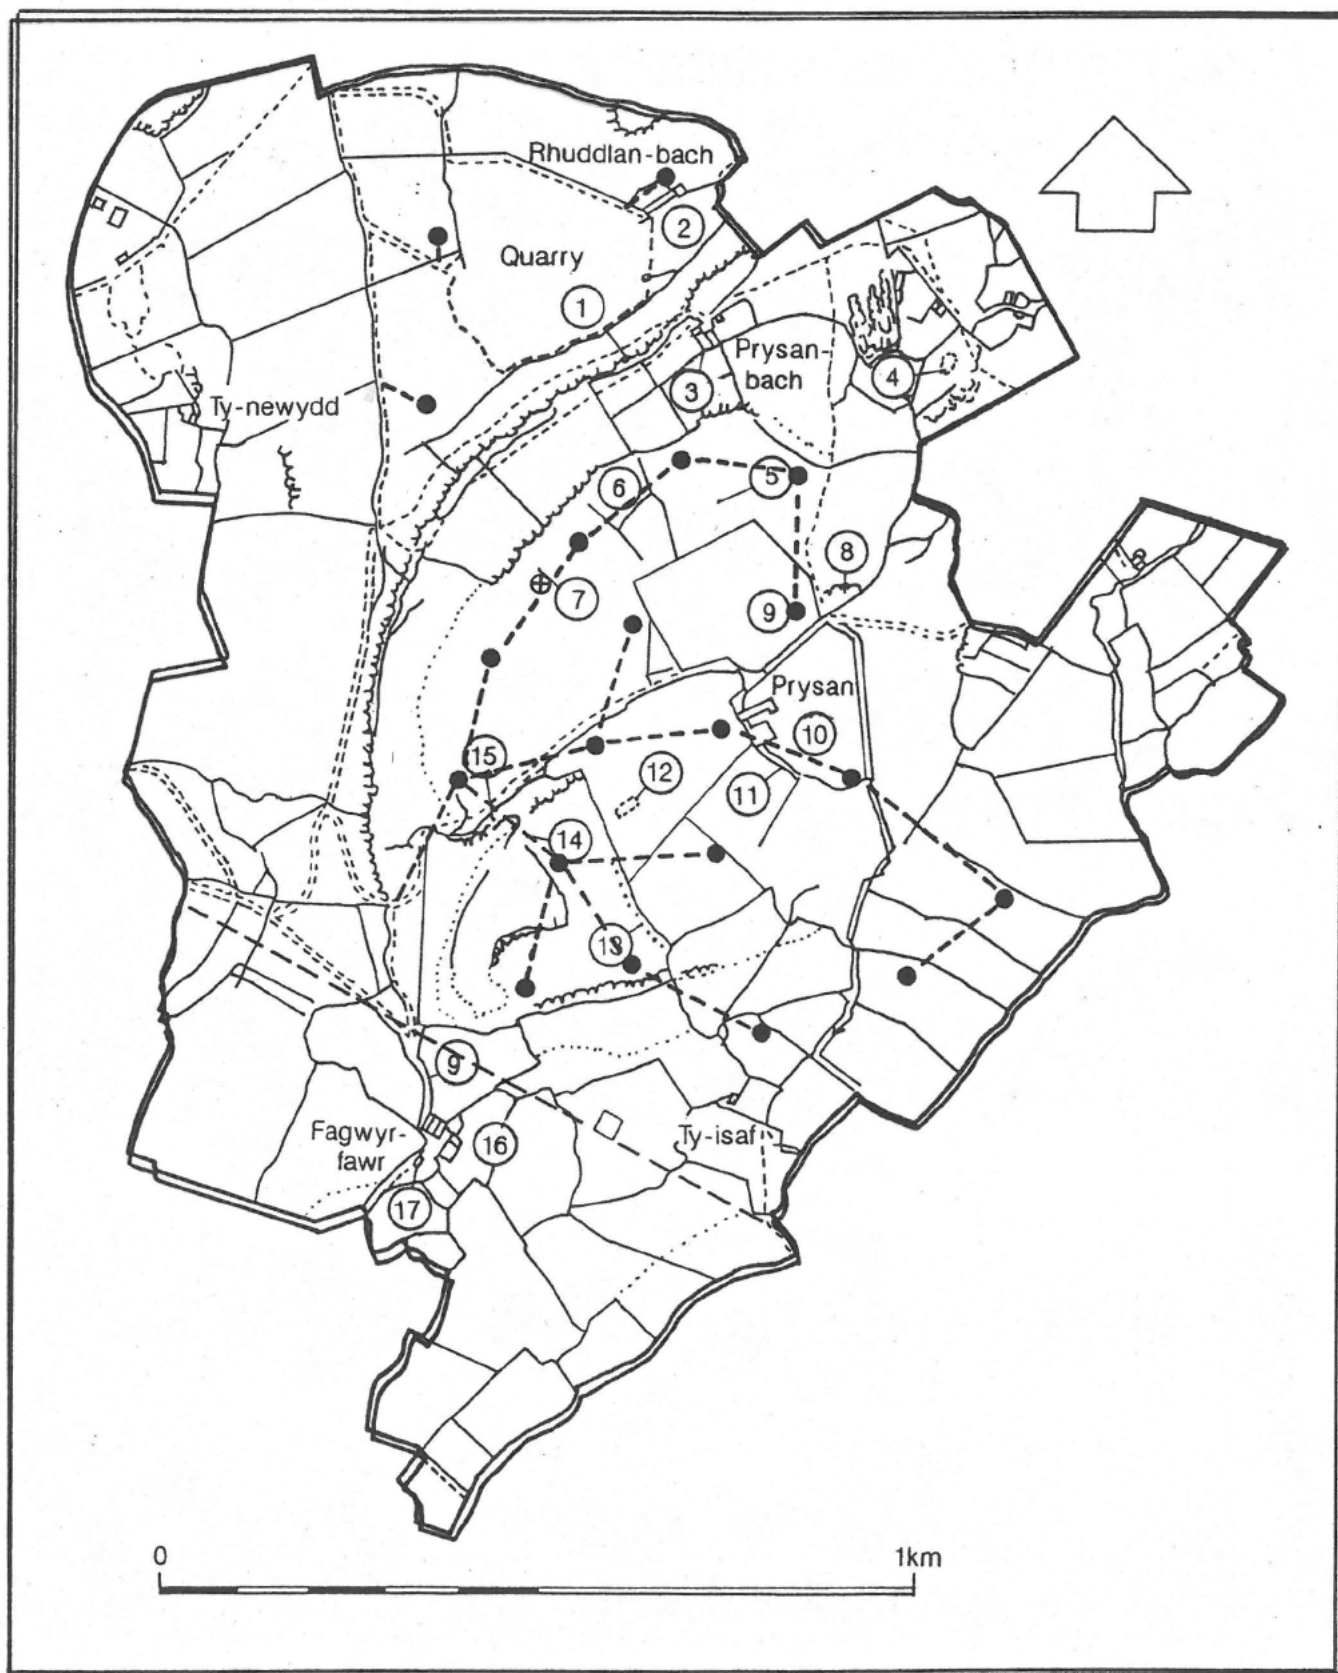 Rhuddlan-bach
2
Quarry
1
Prysan-
bach
3
4
Ty-newydd
5
6
8
7
9
Prysan
10
15
12
11
14
13
9
Fagwyr-
fawr
16
Ty-isaf
17
0
1km